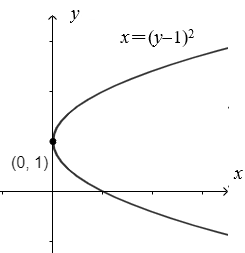 y
x=(y–1)²
(0, 1)
x